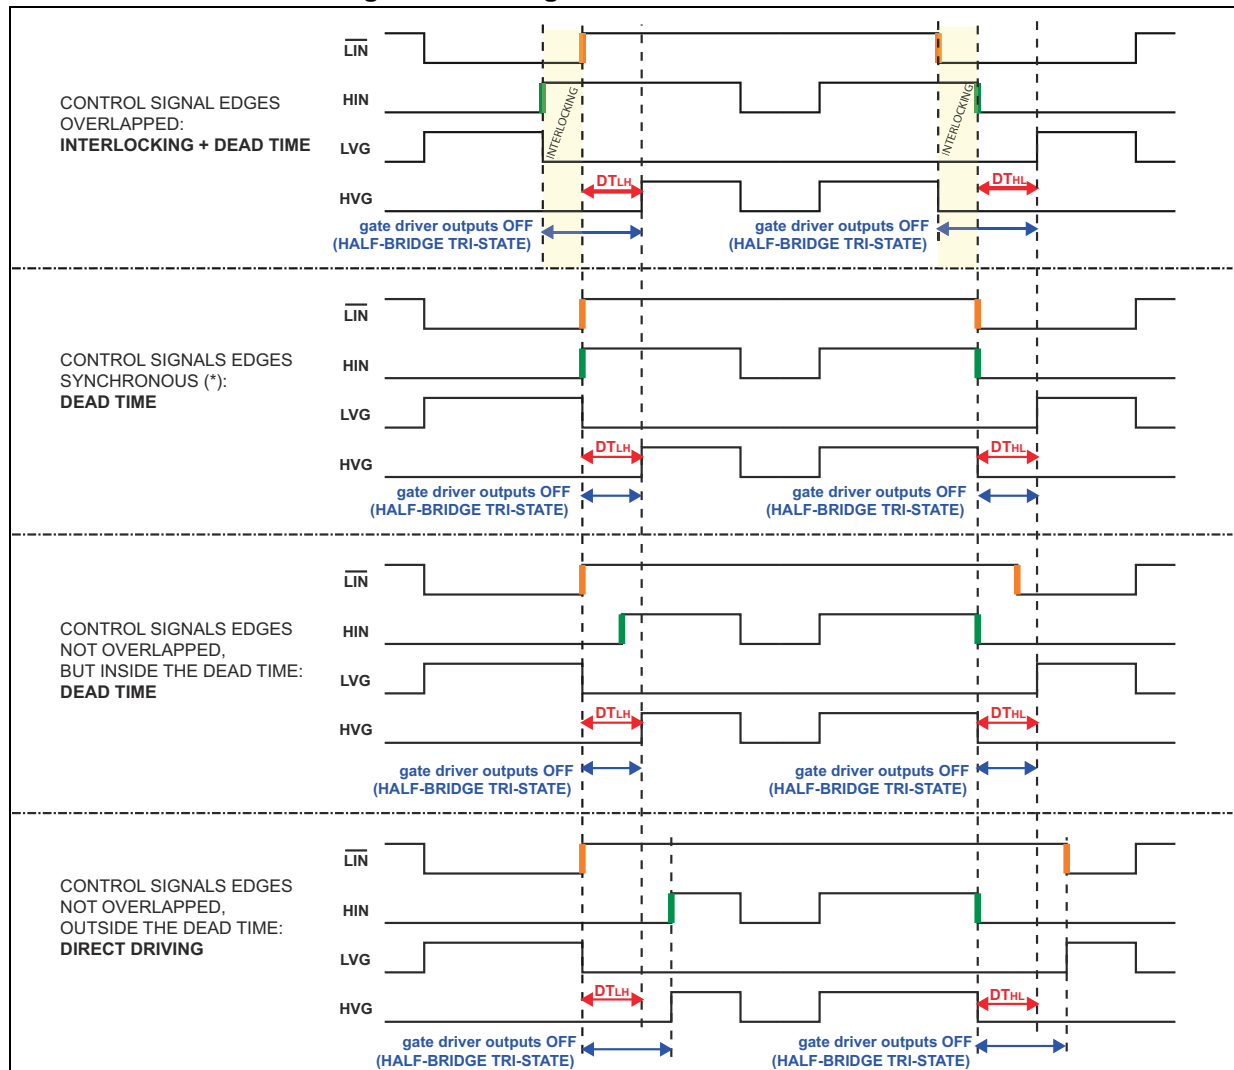 CONTROL SIGNAL EDGES
OVERLAPPED:
INTERLOCKING + DEAD TIME
LIN
HIN
LVG
HVG
INTERLOCKING
INTERLOCKING
DTLH
DTHL
gate driver outputs OFF
(HALF-BRIDGE TRI-STATE)
gate driver outputs OFF
(HALF-BRIDGE TRI-STATE)
CONTROL SIGNALS EDGES
SYNCHRONOUS (*):
DEAD TIME
LIN
HIN
LVG
HVG
DTLH
DTHL
gate driver outputs OFF
(HALF-BRIDGE TRI-STATE)
gate driver outputs OFF
(HALF-BRIDGE TRI-STATE)
CONTROL SIGNALS EDGES
NOT OVERLAPPED,
BUT INSIDE THE DEAD TIME:
DEAD TIME
LIN
HIN
LVG
HVG
DTLH
DTHL
gate driver outputs OFF
(HALF-BRIDGE TRI-STATE)
gate driver outputs OFF
(HALF-BRIDGE TRI-STATE)
CONTROL SIGNALS EDGES
NOT OVERLAPPED,
OUTSIDE THE DEAD TIME:
DIRECT DRIVING
LIN
HIN
LVG
HVG
DTLH
DTHL
gate driver outputs OFF
(HALF-BRIDGE TRI-STATE)
gate driver outputs OFF
(HALF-BRIDGE TRI-STATE)